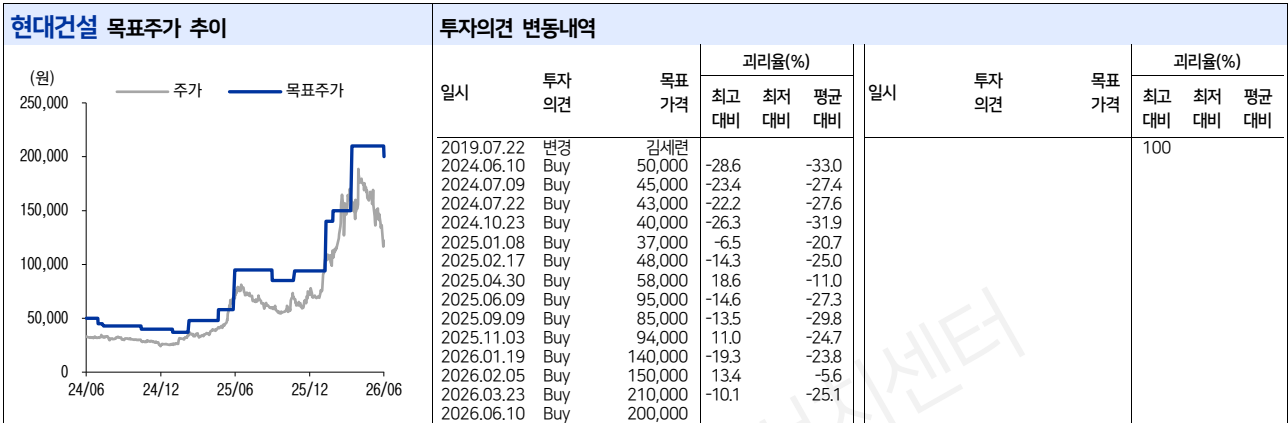 현대건설 목표주가 추이
(원)
주가 목표주가
250,000
200,000
150,000
100,000
50,000
0
24/06 24/12 25/06 25/12 26/06
투자의견 변동내역
일시 투자의견 목표가격 괴리율(%)
최고대비 최저대비 평균대비
일시 투자의견 목표가격 괴리율(%)
최고대비 최저대비 평균대비
2019.07.22 변경 김세련
2024.06.10 Buy 50,000 -28.6 -33.0
2024.07.09 Buy 45,000 -23.4 -27.4
2024.07.22 Buy 43,000 -22.2 -27.6
2024.10.23 Buy 40,000 -26.3 -31.9
2025.01.08 Buy 37,000 -6.5 -20.7
2025.02.17 Buy 48,000 -14.3 -25.0
2025.04.30 Buy 58,000 18.6 -11.0
2025.06.09 Buy 95,000 -14.6 -27.3
2025.09.09 Buy 85,000 -13.5 -29.8
2025.11.03 Buy 94,000 11.0 -24.7
2026.01.19 Buy 140,000 -19.3 -23.8
2026.02.05 Buy 150,000 13.4 -5.6
2026.03.23 Buy 210,000 -10.1 -25.1
2026.06.10 Buy 200,000
100
센터